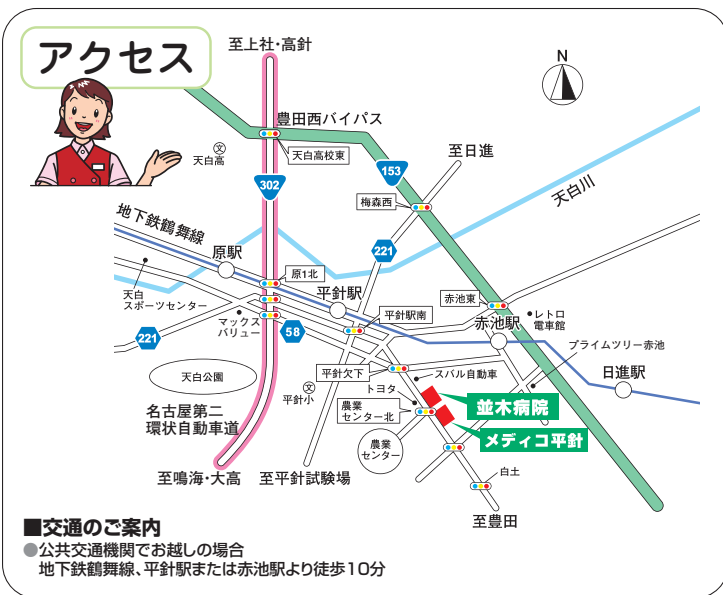 アクセス
至上社・高針
N
豊田西バイパス
文
天白高
天白高校東
至日進
153
302
梅森西
天白川
地下鉄鶴舞線
221
原駅
原1北
平針駅
赤池東
天白
スポーツセンター
マックス
バリュー
58
平針駅南
赤池駅
レトロ
電車館
221
プライムツリー赤池
天白公園
平針欠下
スバル自動車
日進駅
文
平針小
トヨタ
名古屋第二
環状自動車道
農業
センター北
並木病院
メディコ平針
農業
センター
白土
至鳴海・大高
至平針試験場
至豊田
■交通のご案内
●公共交通機関でお越しの場合
地下鉄鶴舞線、平針駅または赤池駅より徒歩10分